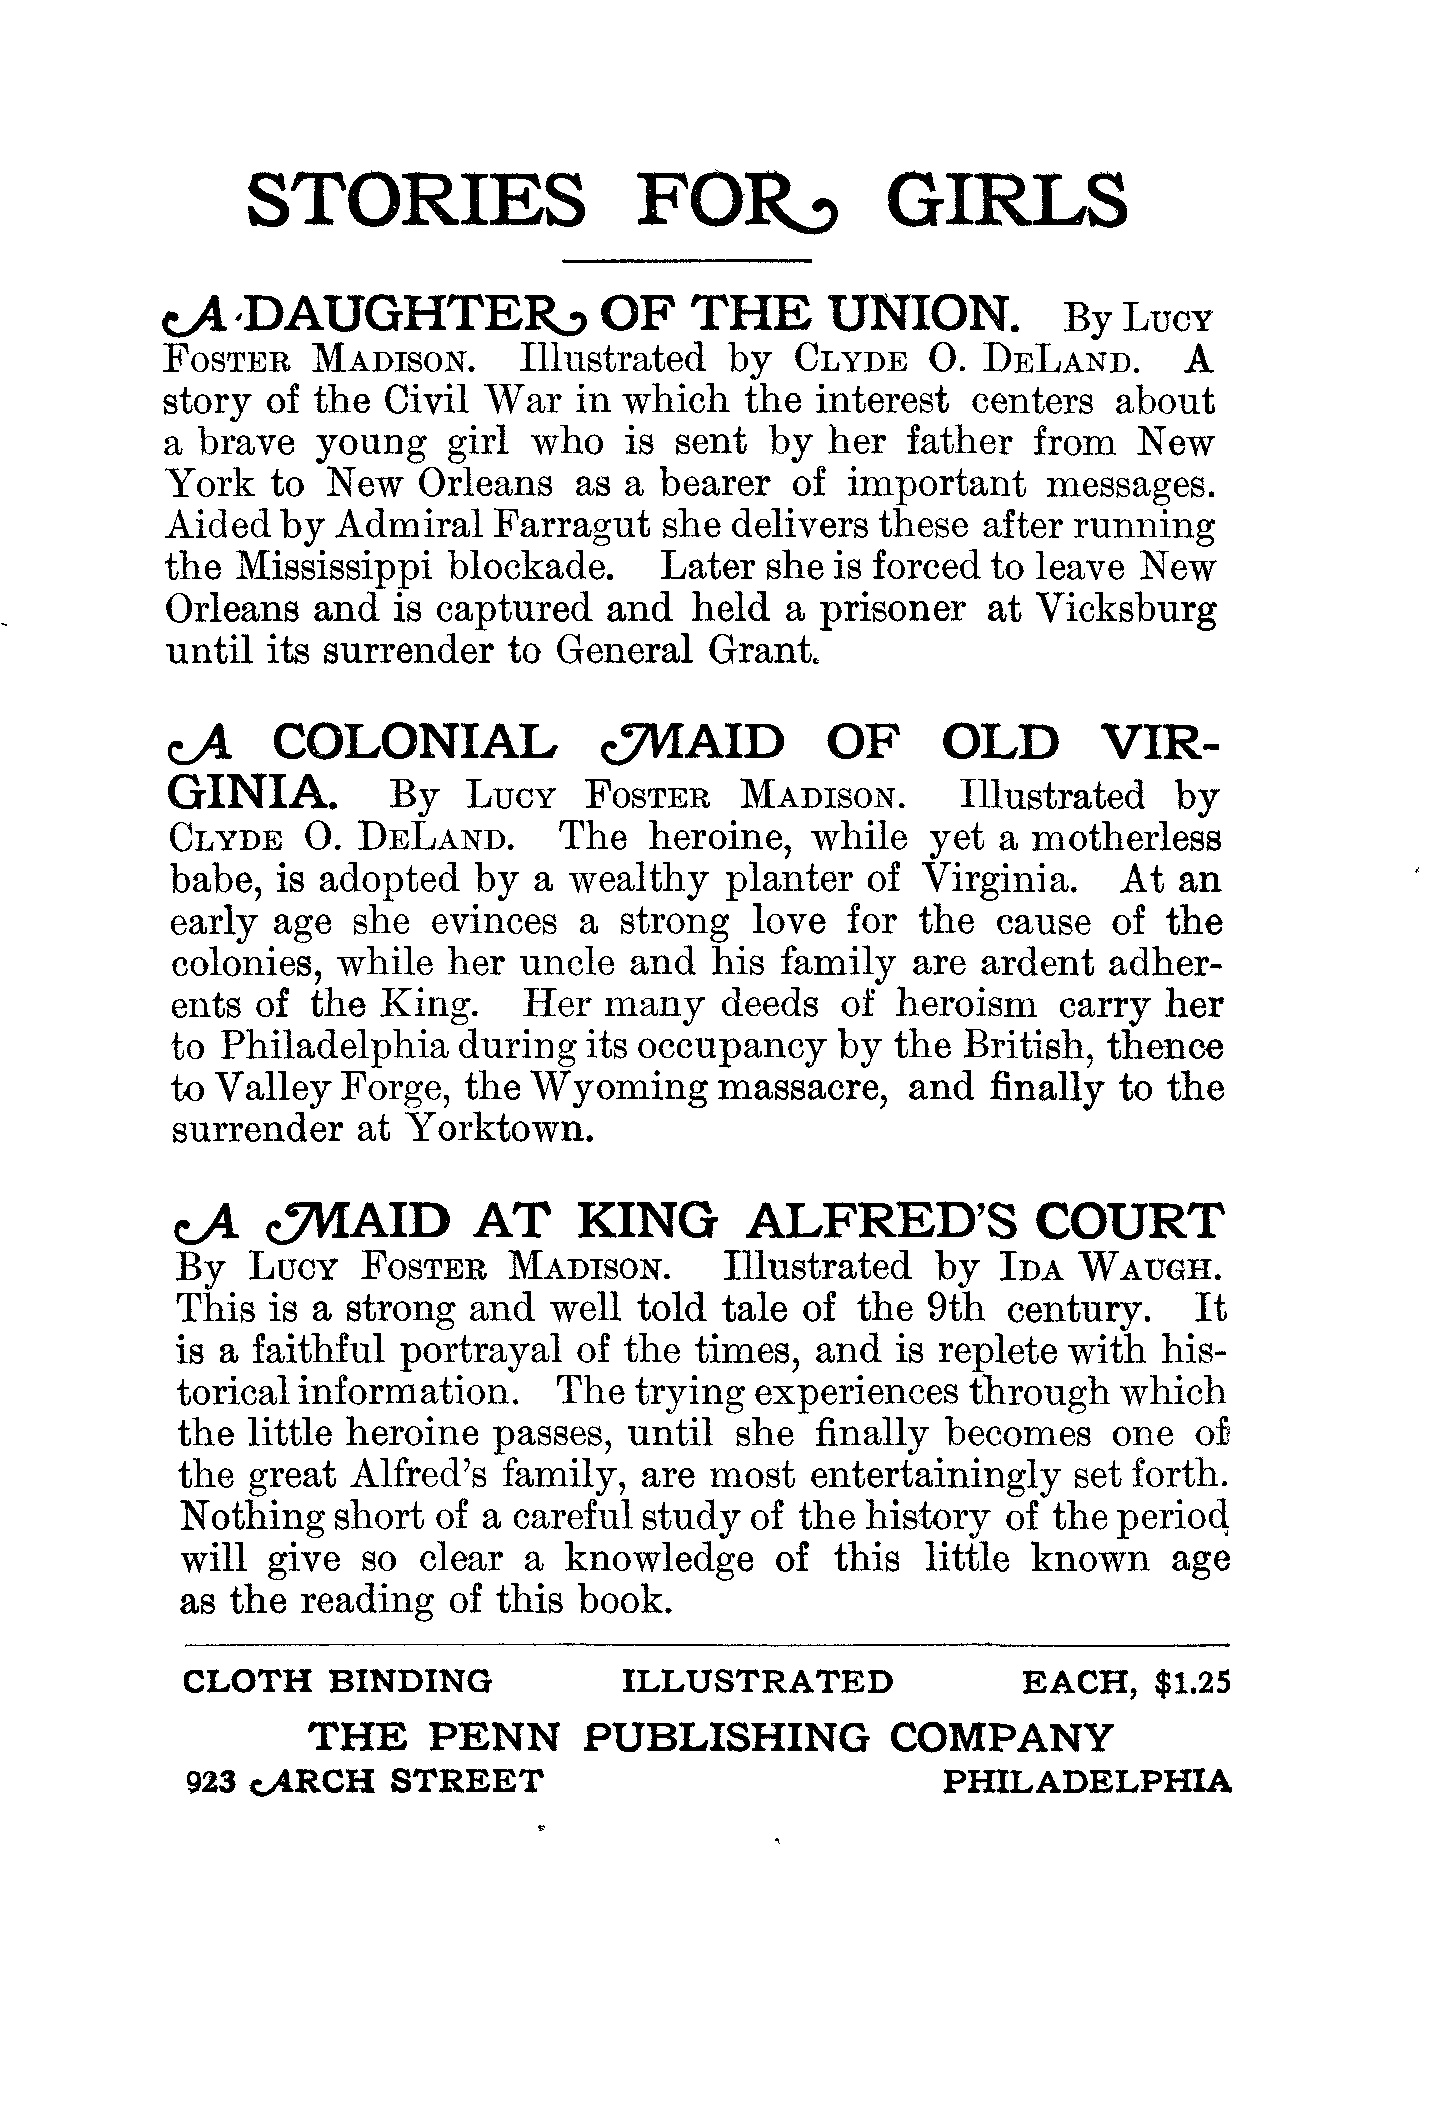 STORIES FOR GIRLS
A DAUGHTER OF THE UNION. By LUCY
FOSTER MADISON. Illustrated by CLYDE O. DELAND. A
story of the Civil War in which the interest centers about
a brave young girl who is sent by her father from New
York to New Orleans as a bearer of important messages.
Aided by Admiral Farragut she delivers these after running
the Mississippi blockade. Later she is forced to leave New
Orleans and is captured and held a prisoner at Vicksburg
until its surrender to General Grant.
A COLONIAL MAID OF OLD VIR-
GINIA. By LUCY FOSTER MADISON. Illustrated by
CLYDE O. DELAND. The heroine, while yet a motherless
babe, is adopted by a wealthy planter of Virginia. At an
early age she evinces a strong love for the cause of the
colonies, while her uncle and his family are ardent adher-
ents of the King. Her many deeds of heroism carry her
to Philadelphia during its occupancy by the British, thence
to Valley Forge, the Wyoming massacre, and finally to the
surrender at Yorktown.
A MAID AT KING ALFRED'S COURT
By LUCY FOSTER MADISON. Illustrated by IDA WAUGH.
This is a strong and well told tale of the 9th century. It
is a faithful portrayal of the times, and is replete with his-
torical information. The trying experiences through which
the little heroine passes, until she finally becomes one of
the great Alfred's family, are most entertainingly set forth.
Nothing short of a careful study of the history of the period
will give so clear a knowledge of this little known age
as the reading of this book.
CLOTH BINDING ILLUSTRATED EACH, $1.25
THE PENN PUBLISHING COMPANY
923 ARCH STREET PHILADELPHIA